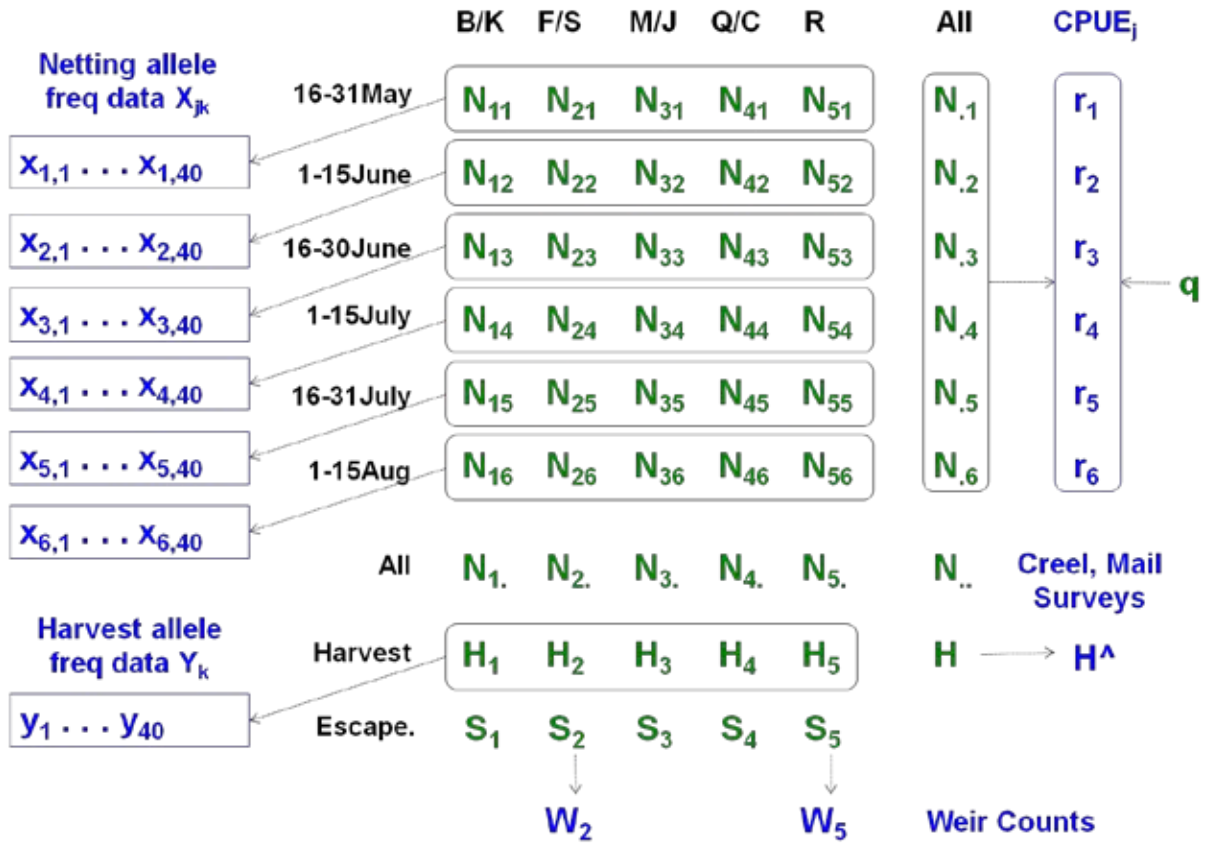 B/K F/S M/J Q/C R All CPUEj
Netting allele
freq data Xjk
16-31May N11 N21 N31 N41 N51 N.1 r1
x1,1 . . . x1,40
1-15June N12 N22 N32 N42 N52 N.2 r2
x2,1 . . . x2,40
16-30June N13 N23 N33 N43 N53 N.3 r3
q
x3,1 . . . x3,40
1-15July N14 N24 N34 N44 N54 N.4 r4
x4,1 . . . x4,40
16-31July N15 N25 N35 N45 N55 N.5 r5
x5,1 . . . x5,40
1-15Aug N16 N26 N36 N46 N56 N.6 r6
x6,1 . . . x6,40
All N1. N2. N3. N4. N5. N..
Creel, Mail
Surveys
Harvest allele
freq data Yk
Harvest H1 H2 H3 H4 H5 H H^
y1 . . . y40
Escape. S1 S2 S3 S4 S5
W2 W5 Weir Counts